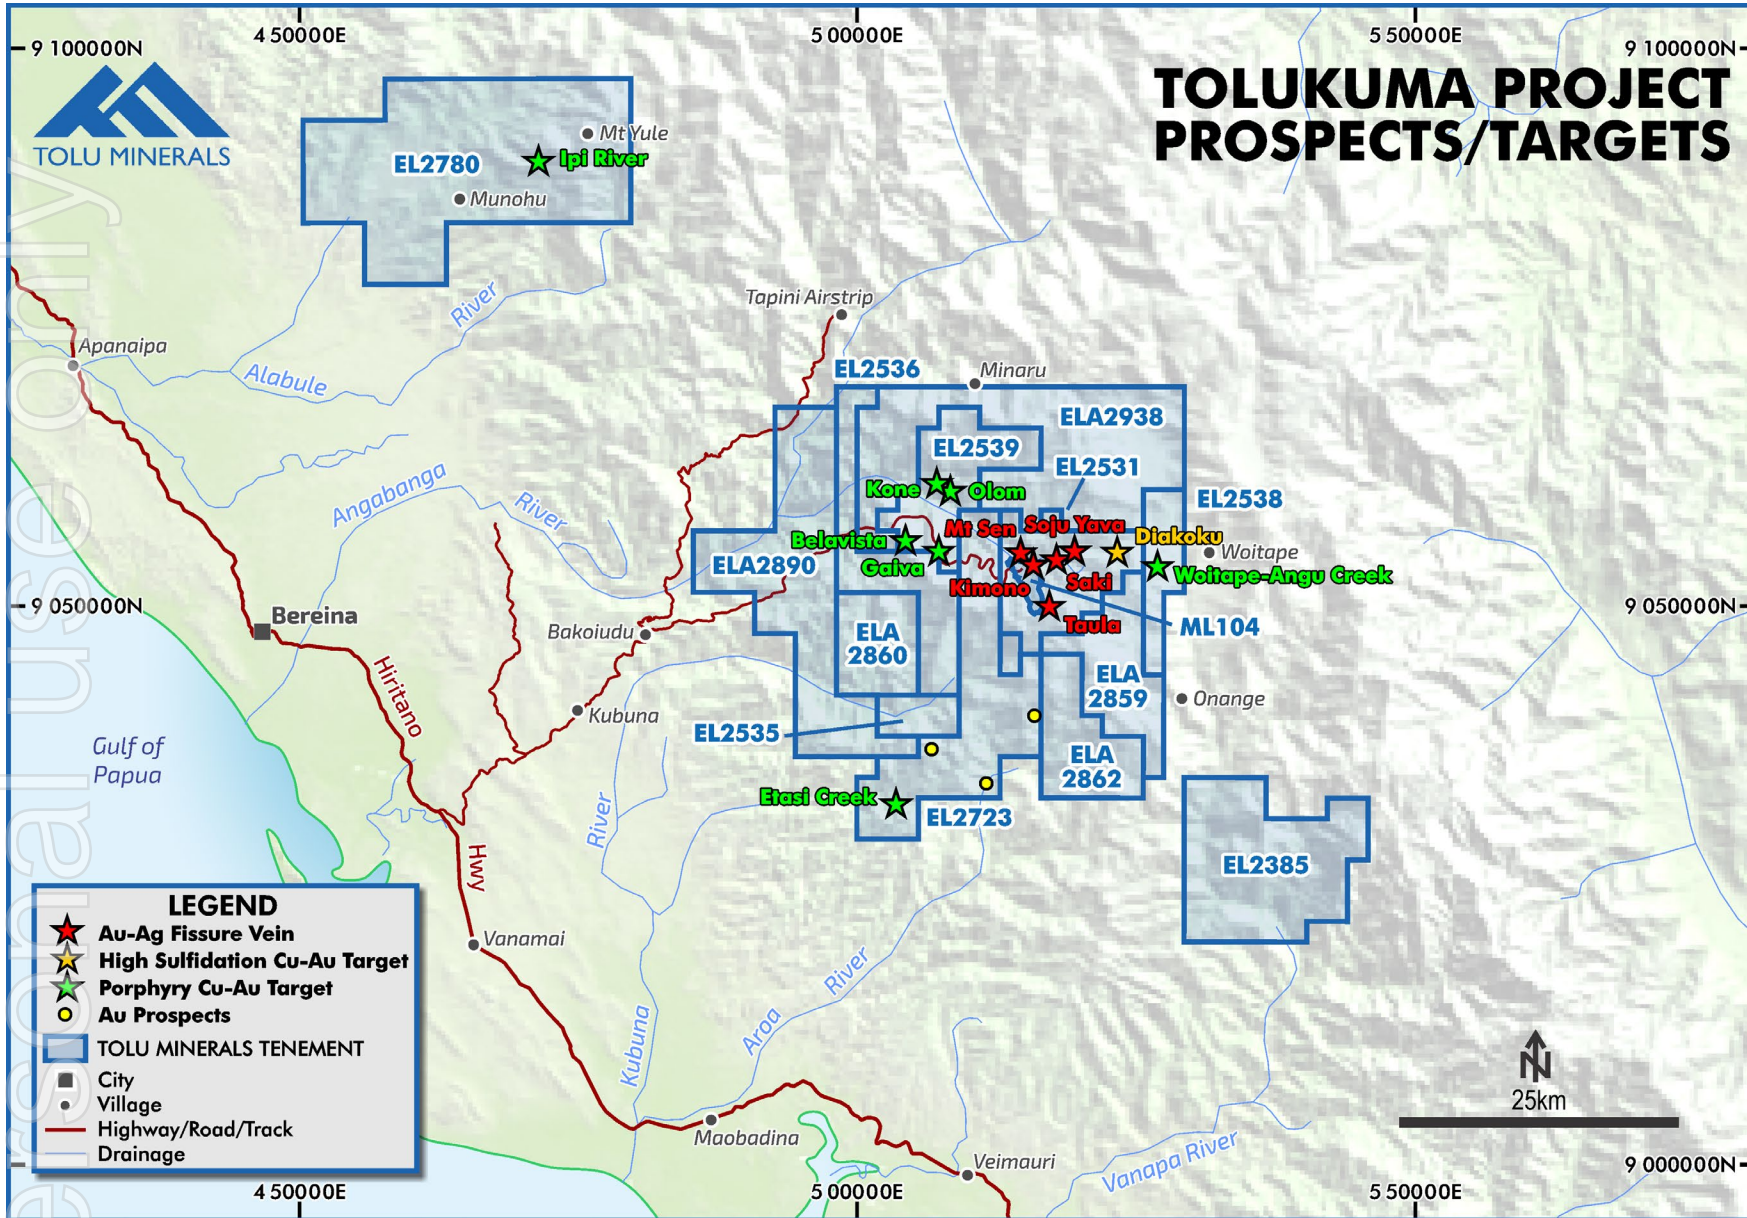 4 50000E
5 00000E
5 50000E
9 100000N
9 100000N
TOLU MINERALS
TOLUKUMA PROJECT
PROSPECTS/TARGETS
Mt Yule
Ipi River
EL2780
Munohu
Tapini Airstrip
River
Apanaipa
Alabule
EL2536
Minaru
ELA2938
EL2539
EL2531
Kone
Olom
EL2538
Angabanga
River
Mt Sen
Soju Yava
Belavista
Diakoku
Woitape
ELA2890
Gaiva
Saki
Woitape-Angu Creek
Kimono
9 050000N
9 050000N
Bereina
Bakoiudu
Taula
ML104
ELA
2860
Hiritano
ELA
2859
Onange
Kubuna
EL2535
Gulf of
Papua
ELA
2862
Etasi Creek
EL2723
River
Hwy
EL2385
LEGEND
Au-Ag Fissure Vein
High Sulfidation Cu-Au Target
Porphyry Cu-Au Target
Au Prospects
TOLU MINERALS TENEMENT
City
Village
Highway/Road/Track
Drainage
Vanamai
River
Aroa
Kubuna
N
25km
Maobadina
Veimauri
Vanapa River
9 000000N
4 50000E
5 00000E
5 50000E
ersonal use only